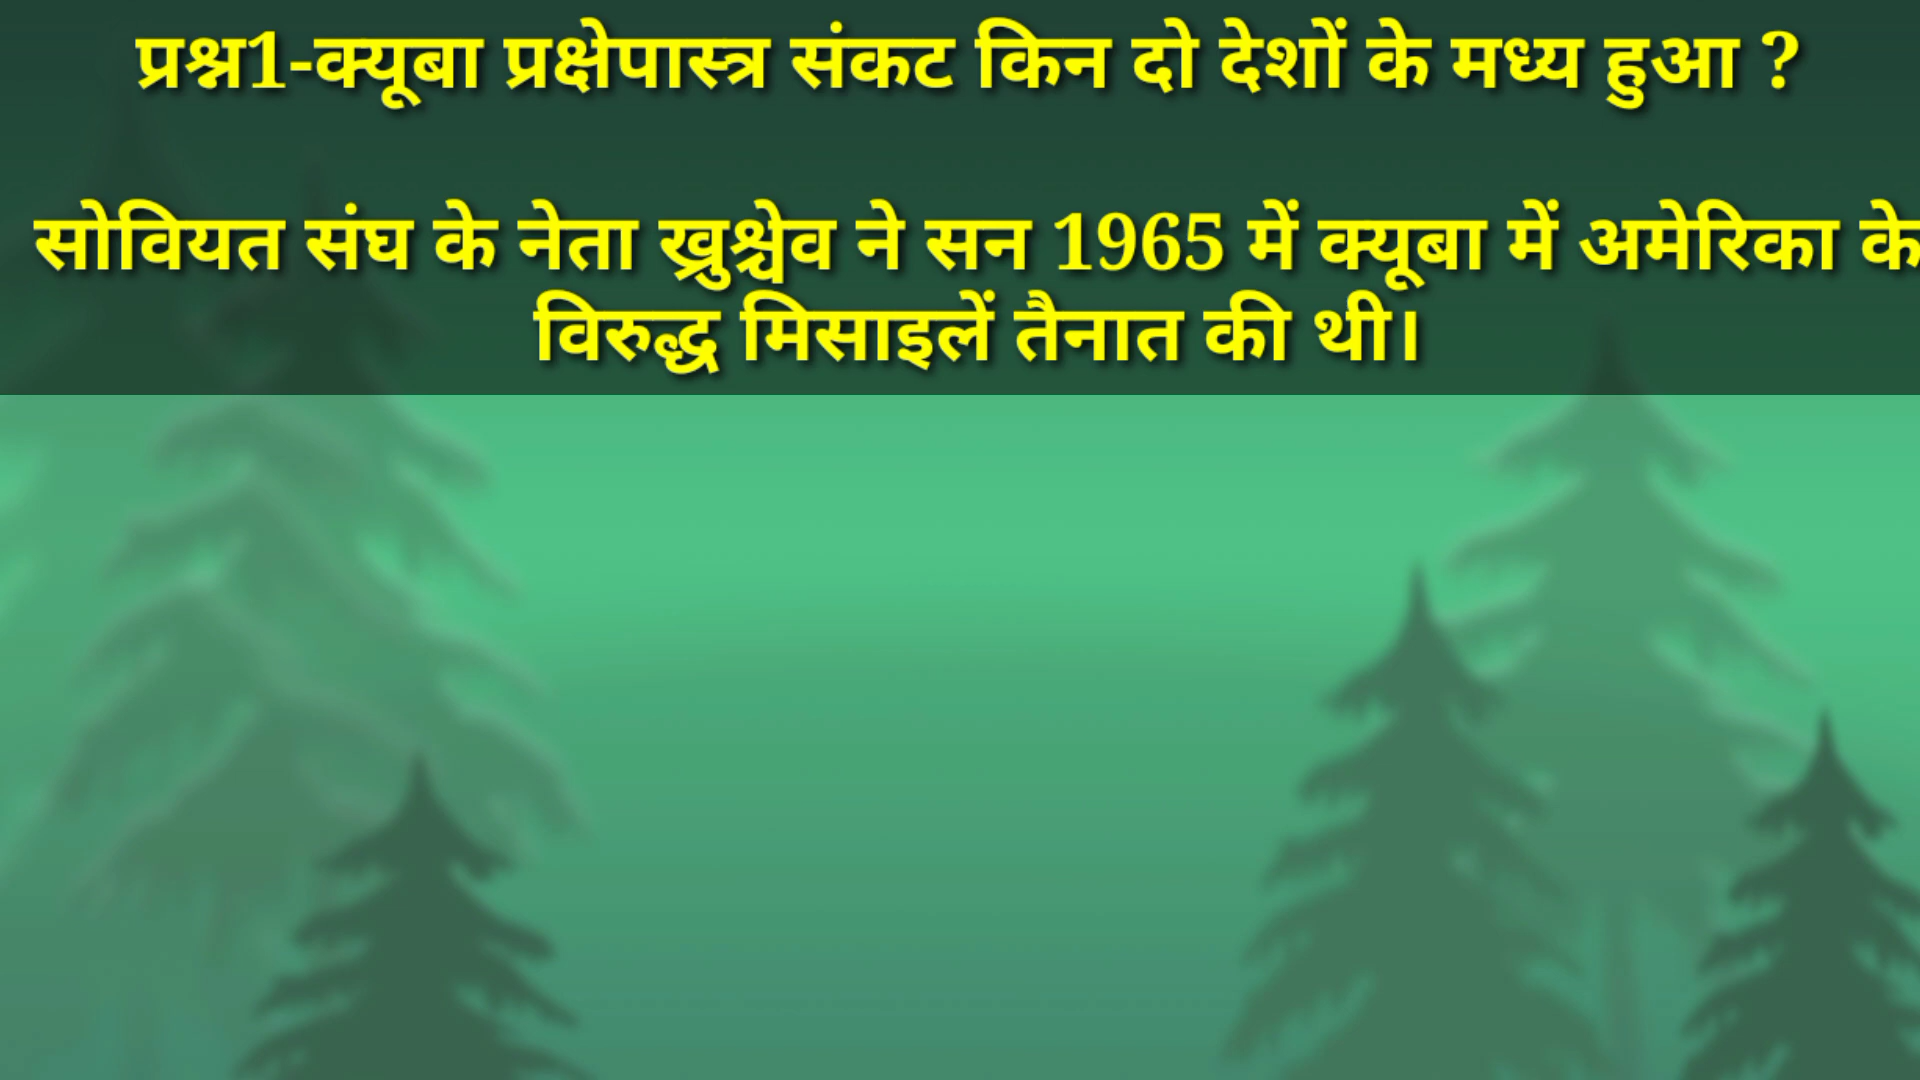 प्रश्न1-क्यूबा प्रक्षेपास्त्र संकट किन दो देशों के मध्य हुआ ?
सोवियत संघ के नेता ख्रुश्चेव ने सन 1965 में क्यूबा में अमेरिका के
विरुद्ध मिसाइलें तैनात की थी।